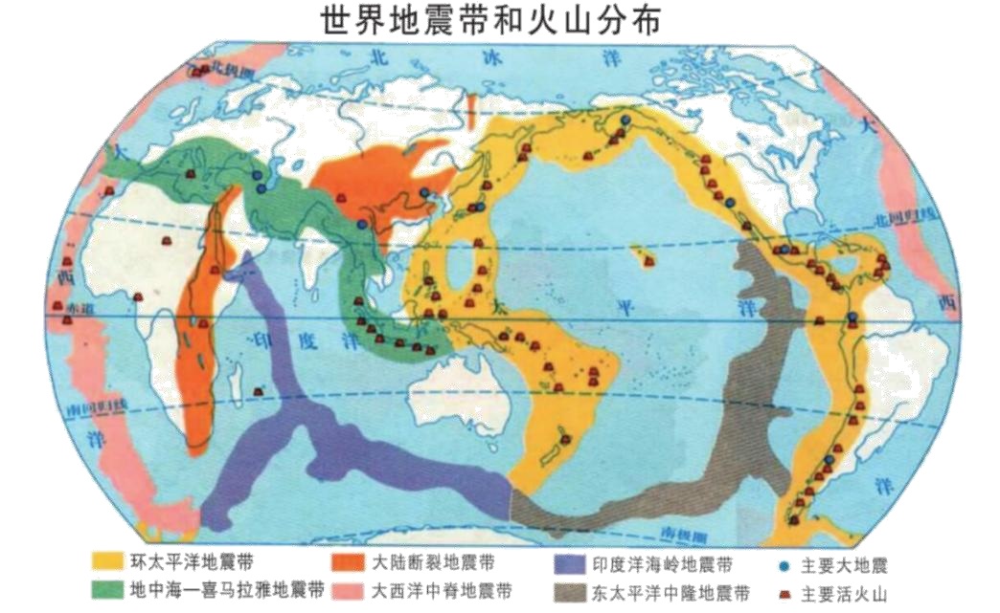 世界地震带和火山分布
北冰洋
北极圈
大
大
北回归线
西
西
赤道
太平洋
印度洋
南回归线
洋
洋
南极圈
环太平洋地震带
大陆断裂地震带
印度洋海岭地震带
主要大地震
地中海—喜马拉雅地震带
大西洋中脊地震带
东太平洋中隆地震带
主要活火山